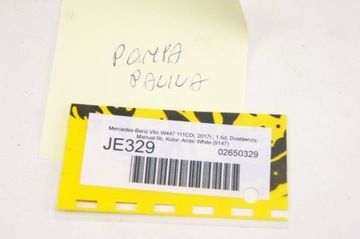 POMPA
PALIWA
Mercedes-Benz Vito W447 111CDi, 2017r., 1.6d, Dostawczy,
Manual 6b, Kolor: Arctic White (9147)
JE329
02650329